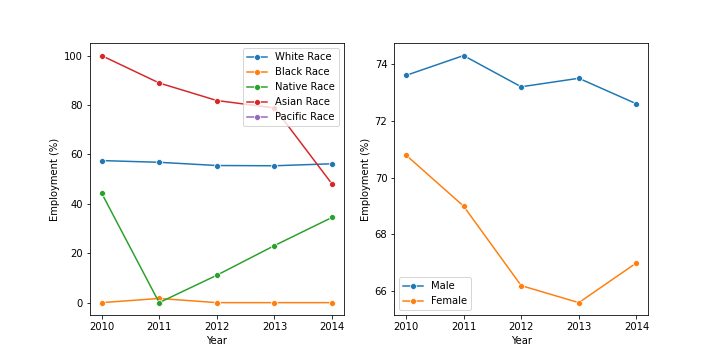 100
80
60
40
20
0
Employment (%)
2010 2011 2012 2013 2014
Year
White Race
Black Race
Native Race
Asian Race
Pacific Race
74
72
70
68
66
Employment (%)
2010 2011 2012 2013 2014
Year
Male
Female